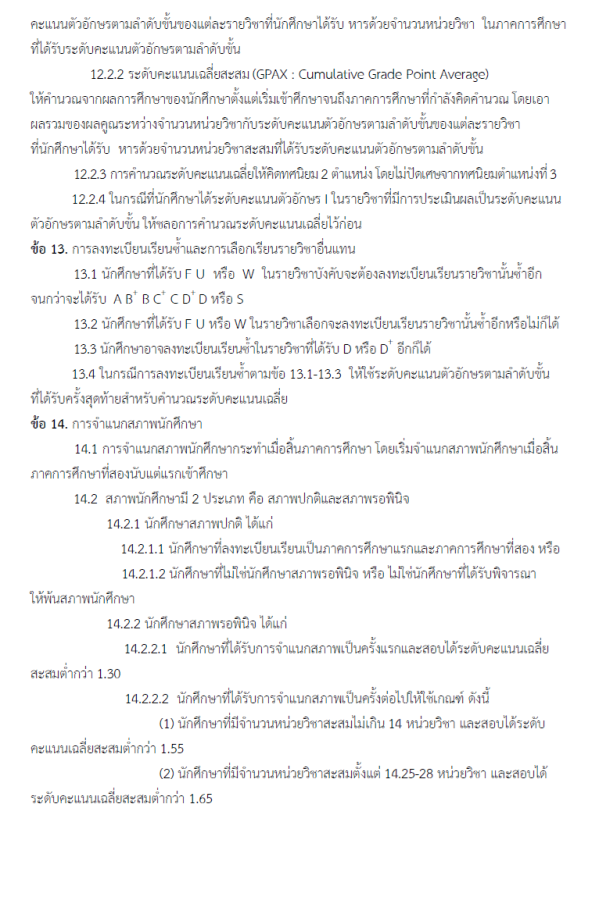 คะแนนตัวอักษรตามลำดับขั้นของแต่ละรายวิชาที่นักศึกษาได้รับ หารด้วยจำนวนหน่วยวิชา ในภาคการศึกษา
ที่ได้รับระดับคะแนนตัวอักษรตามลำดับขั้น
12.2.2 ระดับคะแนนเฉลี่ยสะสม (GPAX : Cumulative Grade Point Average)
ให้คำนวณจากผลการศึกษาของนักศึกษาตั้งแต่เริ่มเข้าศึกษาจนถึงภาคการศึกษาที่กำลังคิดคำนวณ โดยเอา
ผลรวมของผลคูณระหว่างจำนวนหน่วยวิชากับระดับคะแนนตัวอักษรตามลำดับขั้นของแต่ละรายวิชา
ที่นักศึกษาได้รับ หารด้วยจำนวนหน่วยวิชาสะสมที่ได้รับระดับคะแนนตัวอักษรตามลำดับขั้น
12.2.3 การคำนวณระดับคะแนนเฉลี่ยให้คิดทศนิยม 2 ตำแหน่ง โดยไม่ปัดเศษจากทศนิยมตำแหน่งที่ 3
12.2.4 ในกรณีที่นักศึกษาได้ระดับคะแนนตัวอักษร I ในรายวิชาที่มีการประเมินผลเป็นระดับคะแนน
ตัวอักษรตามลำดับขั้น ให้ชลอการคำนวณระดับคะแนนเฉลี่ยไว้ก่อน
ข้อ 13. การลงทะเบียนเรียนซ้ำและการเลือกเรียนรายวิชาอื่นแทน
13.1 นักศึกษาที่ได้รับ F U หรือ W ในรายวิชาบังคับจะต้องลงทะเบียนเรียนรายวิชานั้นซ้ำอีก
จนกว่าจะได้รับ A B⁺ B C⁺ C D⁺ D หรือ S
13.2 นักศึกษาที่ได้รับ F U หรือ W ในรายวิชาเลือกจะลงทะเบียนเรียนรายวิชานั้นซ้ำอีกหรือไม่ก็ได้
13.3 นักศึกษาอาจลงทะเบียนเรียนซ้ำในรายวิชาที่ได้รับ D หรือ D⁺ อีกก็ได้
13.4 ในกรณีการลงทะเบียนเรียนซ้ำตามข้อ 13.1-13.3 ให้ใช้ระดับคะแนนตัวอักษรตามลำดับขั้น
ที่ได้รับครั้งสุดท้ายสำหรับคำนวณระดับคะแนนเฉลี่ย
ข้อ 14. การจำแนกสภาพนักศึกษา
14.1 การจำแนกสภาพนักศึกษากระทำเมื่อสิ้นภาคการศึกษา โดยเริ่มจำแนกสภาพนักศึกษาเมื่อสิ้น
ภาคการศึกษาที่สองนับแต่แรกเข้าศึกษา
14.2 สภาพนักศึกษามี 2 ประเภท คือ สภาพปกติและสภาพรอพินิจ
14.2.1 นักศึกษาสภาพปกติ ได้แก่
14.2.1.1 นักศึกษาที่ลงทะเบียนเรียนเป็นภาคการศึกษาแรกและภาคการศึกษาที่สอง หรือ
14.2.1.2 นักศึกษาที่ไม่ใช่นักศึกษาสภาพรอพินิจ หรือ ไม่ใช่นักศึกษาที่ได้รับพิจารณา
ให้พ้นสภาพนักศึกษา
14.2.2 นักศึกษาสภาพรอพินิจ ได้แก่
14.2.2.1 นักศึกษาที่ได้รับการจำแนกสภาพเป็นครั้งแรกและสอบได้ระดับคะแนนเฉลี่ย
สะสมต่ำกว่า 1.30
14.2.2.2 นักศึกษาที่ได้รับการจำแนกสภาพเป็นครั้งต่อไปให้ใช้เกณฑ์ ดังนี้
(1) นักศึกษาที่มีจำนวนหน่วยวิชาสะสมไม่เกิน 14 หน่วยวิชา และสอบได้ระดับ
คะแนนเฉลี่ยสะสมต่ำกว่า 1.55
(2) นักศึกษาที่มีจำนวนหน่วยวิชาสะสมตั้งแต่ 14.25-28 หน่วยวิชา และสอบได้
ระดับคะแนนเฉลี่ยสะสมต่ำกว่า 1.65